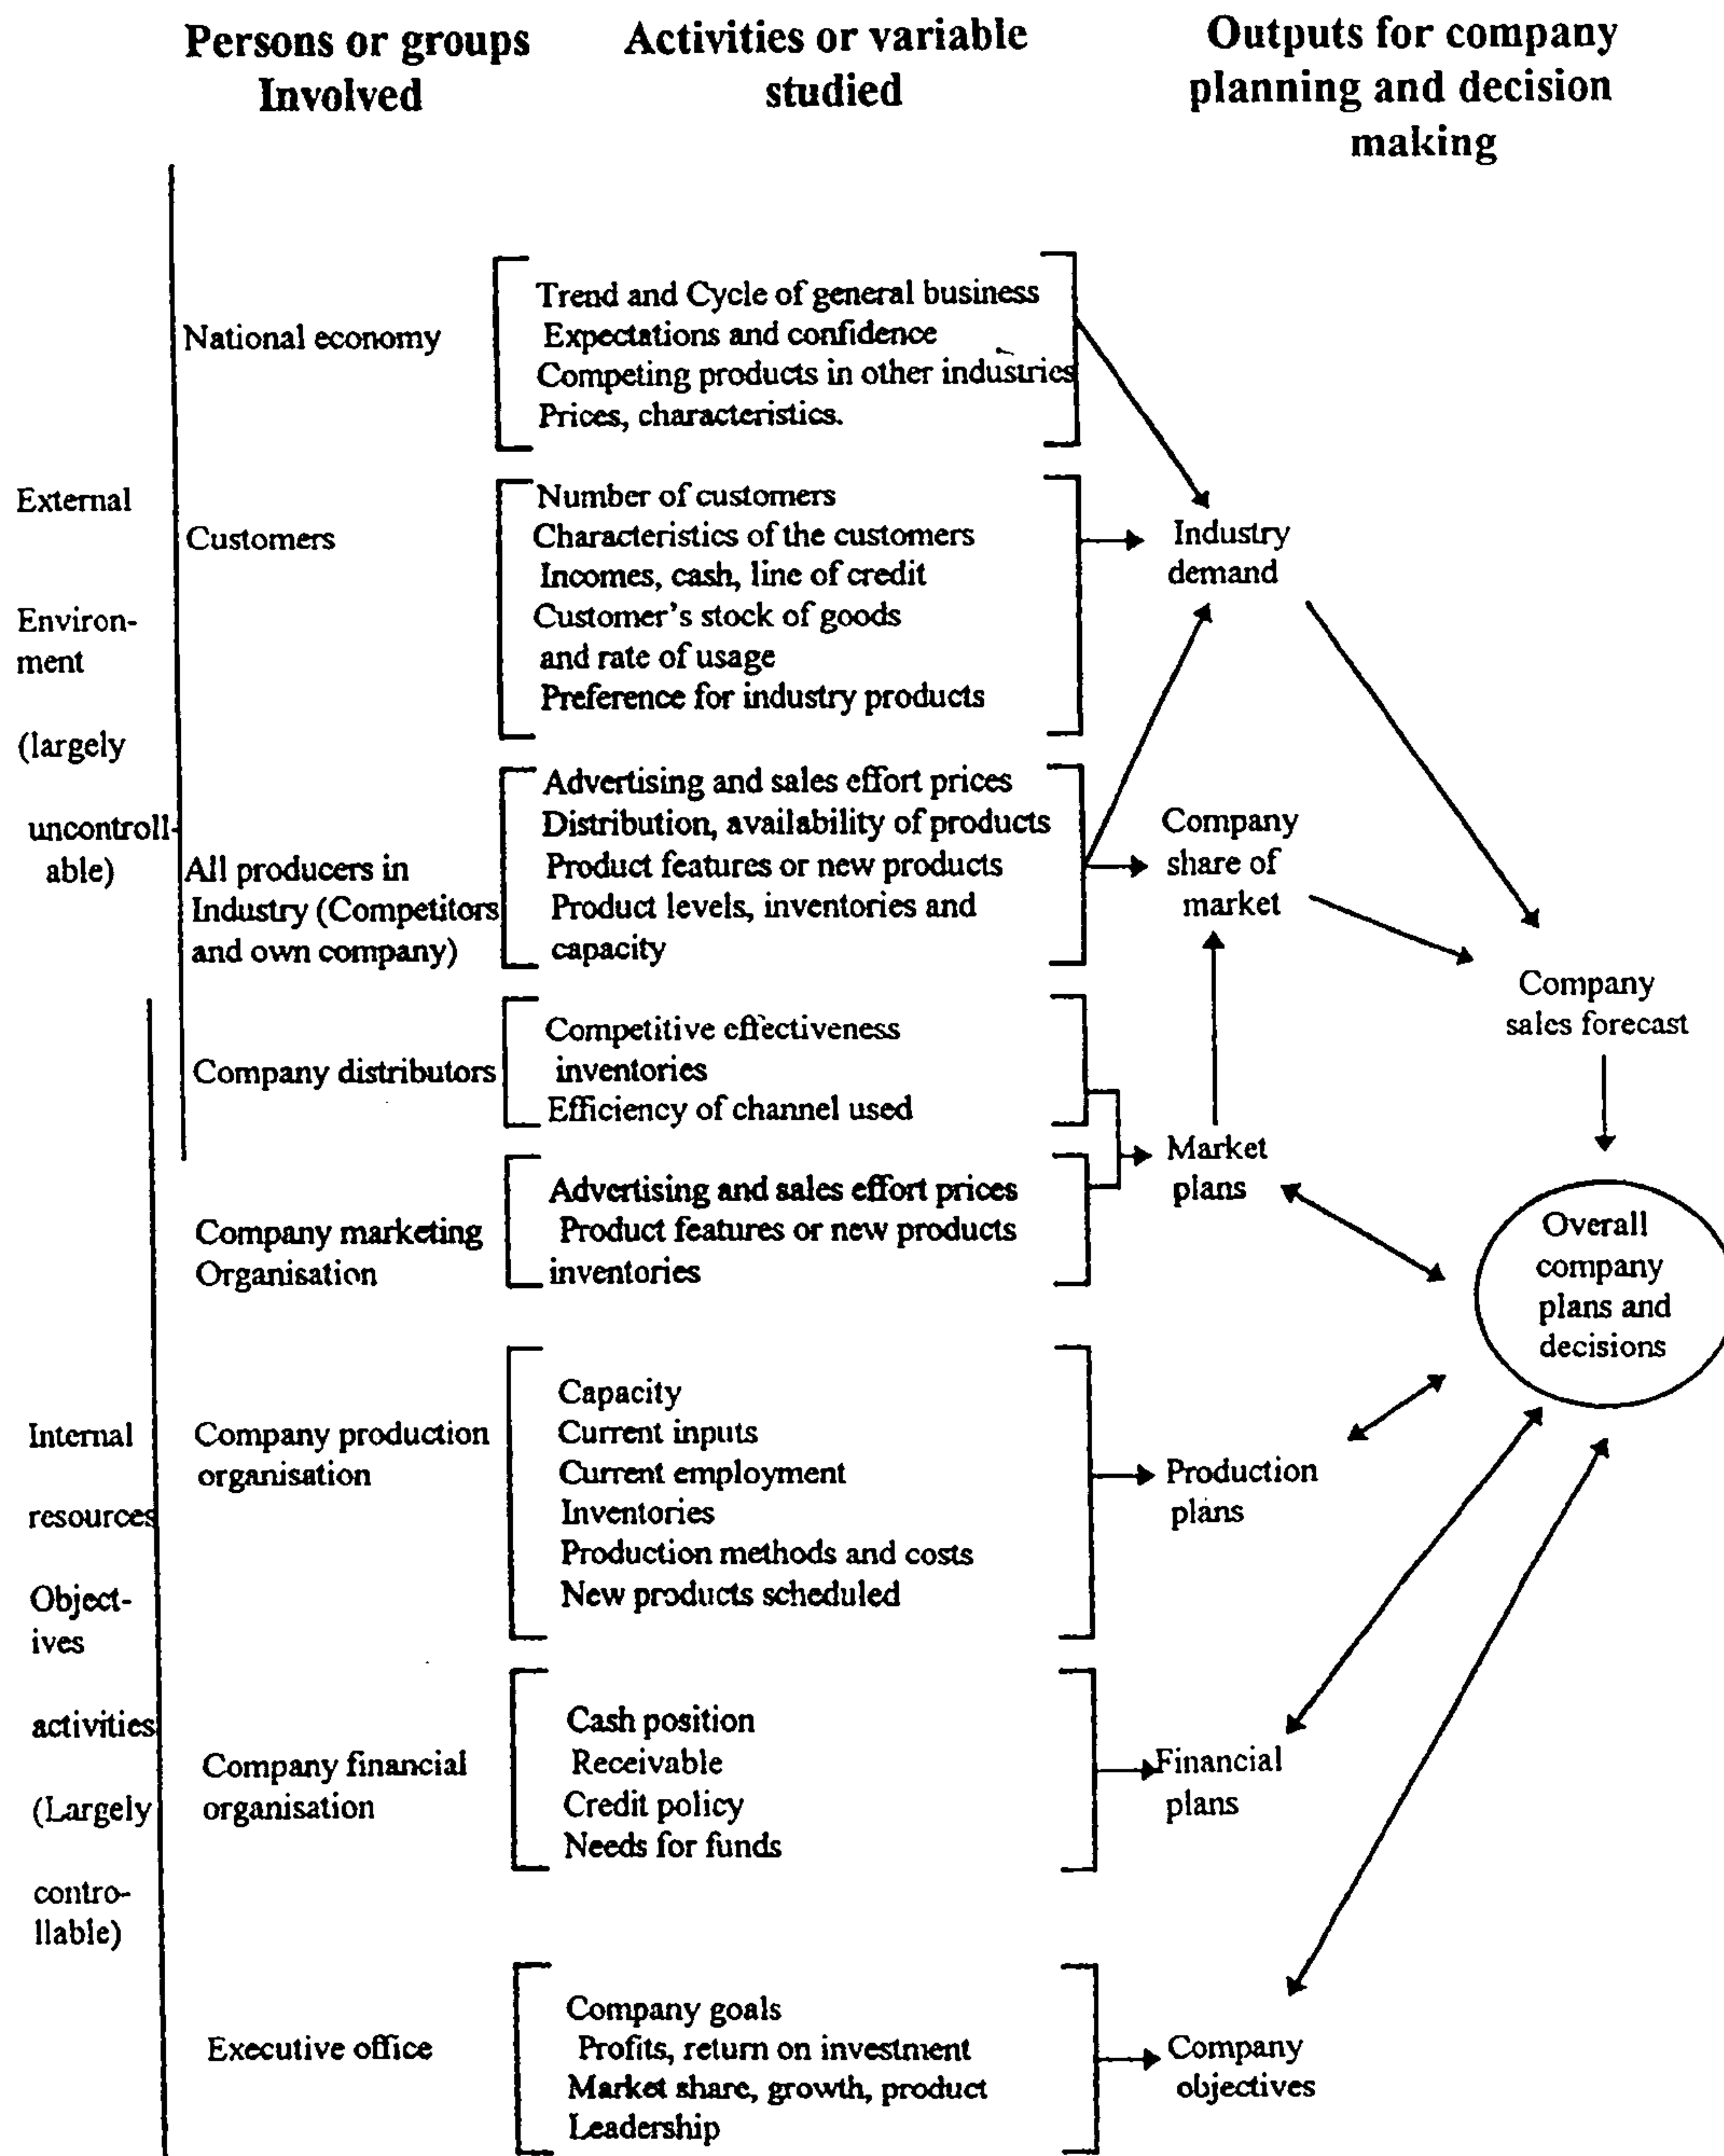 Persons or groups
Involved
Activities or variable
studied
Outputs for company
planning and decision
making
External
Environ-
ment
(largely
uncontroll-
able)
National economy
Trend and Cycle of general business
Expectations and confidence
Competing products in other industries
Prices, characteristics.
Customers
Number of customers
Characteristics of the customers
Incomes, cash, line of credit
Customer's stock of goods
and rate of usage
Preference for industry products
Industry
demand
All producers in
Industry (Competitors
and own company)
Advertising and sales effort prices
Distribution, availability of products
Product features or new products
Product levels, inventories and
capacity
Company
share of
market
Company
sales forecast
Company distributors
Competitive effectiveness
inventories
Efficiency of channel used
Market
plans
Company marketing
Organisation
Advertising and sales effort prices
Product features or new products
inventories
Overall
company
plans and
decisions
Internal
resources
Object-
ives
activities
(Largely
contro-
llable)
Company production
organisation
Capacity
Current inputs
Current employment
Inventories
Production methods and costs
New products scheduled
Production
plans
Company financial
organisation
Cash position
Receivable
Credit policy
Needs for funds
Financial
plans
Executive office
Company goals
Profits, return on investment
Market share, growth, product
Leadership
Company
objectives